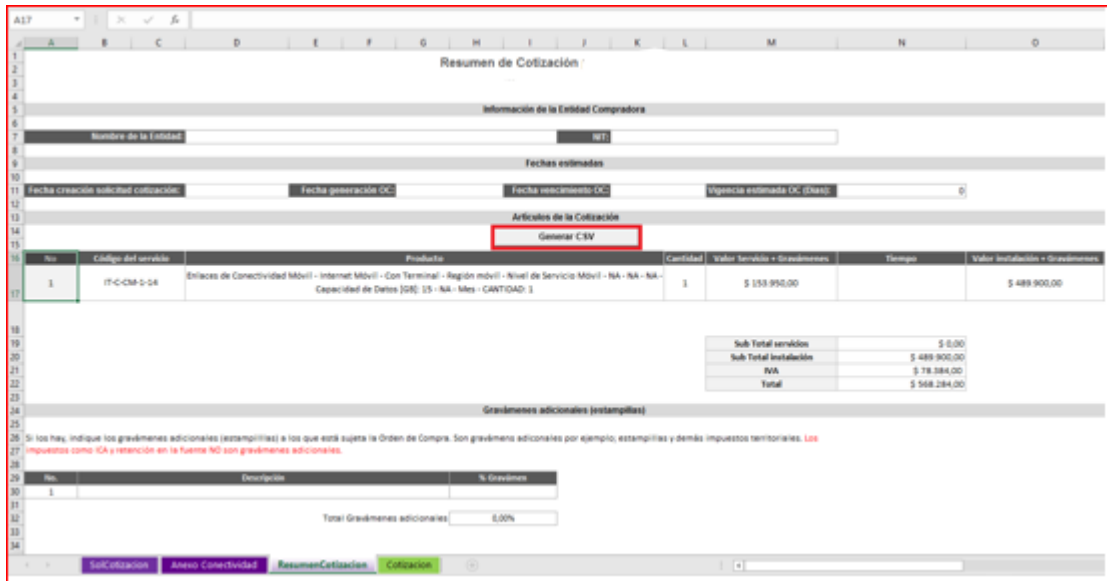 A17
A B C D E F G H I J K L M N O
Resumen de Cotización
Información de la Entidad Compradora
Nombre de la Entidad: NIT:
Fechas estimadas
Fecha creación solicitud cotización: Fecha generación OC: Fecha vencimiento OC: Vigencia estimada OC (Días): 0
Artículos de la Cotización
Generar CSV
No Código del servicio Producto Cantidad Valor Servicio + Gravámenes Tiempo Valor instalación + Gravámenes
Enlaces de Conectividad Móvil - Internet Móvil - Con Terminal - Región móvil - Nivel de Servicio Móvil - NA - NA - NA -
1 IT-C-CM-1-14 Capacidad de Datos [GB]: 15 - NA - Mes - CANTIDAD: 1 1 $ 153.950,00 $ 489.900,00
Sub Total servicios $ 0,00
Sub Total instalación $ 489.900,00
IVA $ 78.384,00
Total $ 568.284,00
Gravámenes adicionales (estampillas)
Si los hay, indique los gravámenes adicionales (estampilllas) a los que está sujeta la Orden de Compra. Son gravámens adiconales por ejemplo, estampillas y demás impuestos territoriales. Los
impuestos como ICA y retención en la fuente NO son gravámenes adicionales.
No. Descripción % Gravámen
1
Total Gravámenes adicionales 0,00%
SolCotizacion Anexo Conectividad ResumenCotizacion Cotizacion